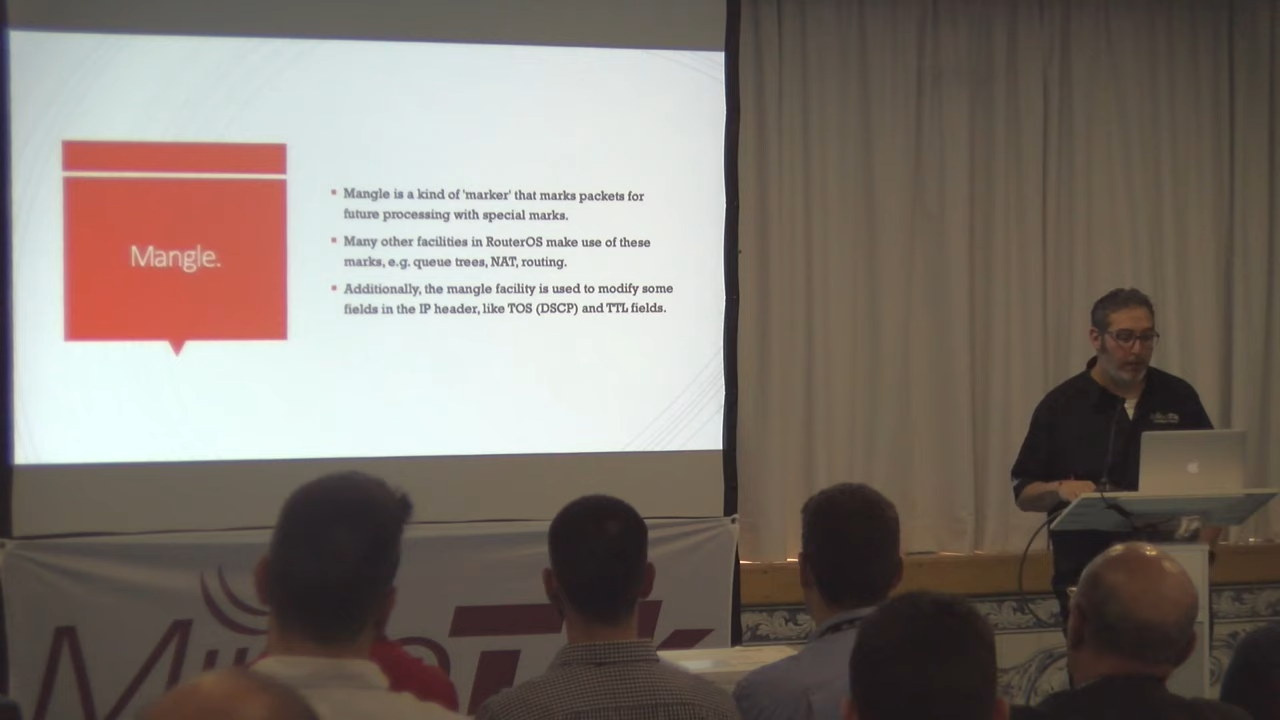 Mangle.
Mangle is a kind of 'marker' that marks packets for
future processing with special marks.
Many other facilities in RouterOS make use of these
marks, e.g. queue trees, NAT, routing.
Additionally, the mangle facility is used to modify some
fields in the IP header, like TOS (DSCP) and TTL fields.